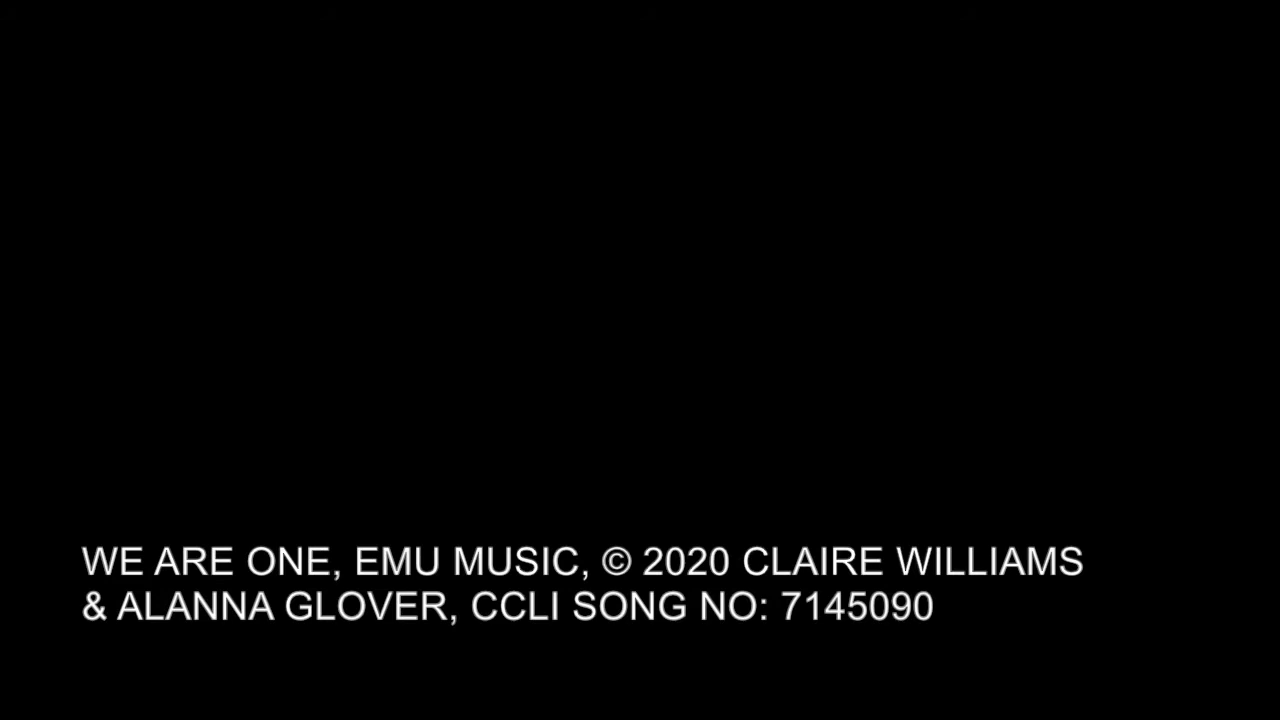 WE ARE ONE, EMU MUSIC, © 2020 CLAIRE WILLIAMS
& ALANNA GLOVER, CCLI SONG NO: 7145090